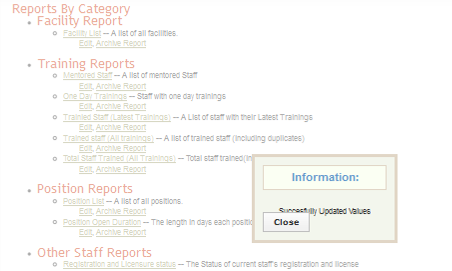 Reports By Category
Facility Report
Facility List — A list of all facilities.
Edit, Archive Report
Training Reports
Mentored Staff — A list of mentored Staff
Edit, Archive Report
One Day Trainings — Staff with one day trainings
Edit, Archive Report
Trainied Staff (Latest Trainings) — A List of staff with their Latest Trainings
Edit, Archive Report
Trained staff (All trainings) — A list of trained staff (Including duplicates)
Edit, Archive Report
Total Staff Trained (All Trainings) — Total staff trained(in
Edit, Archive Report
Information:
Succesfully Updated Values
Close
Position Reports
Position List — A list of all positions.
Edit, Archive Report
Position Open Duration — The length in days each positio
Edit, Archive Report
Other Staff Reports
Registration and Licensure status — The Status of current staff's registration and license